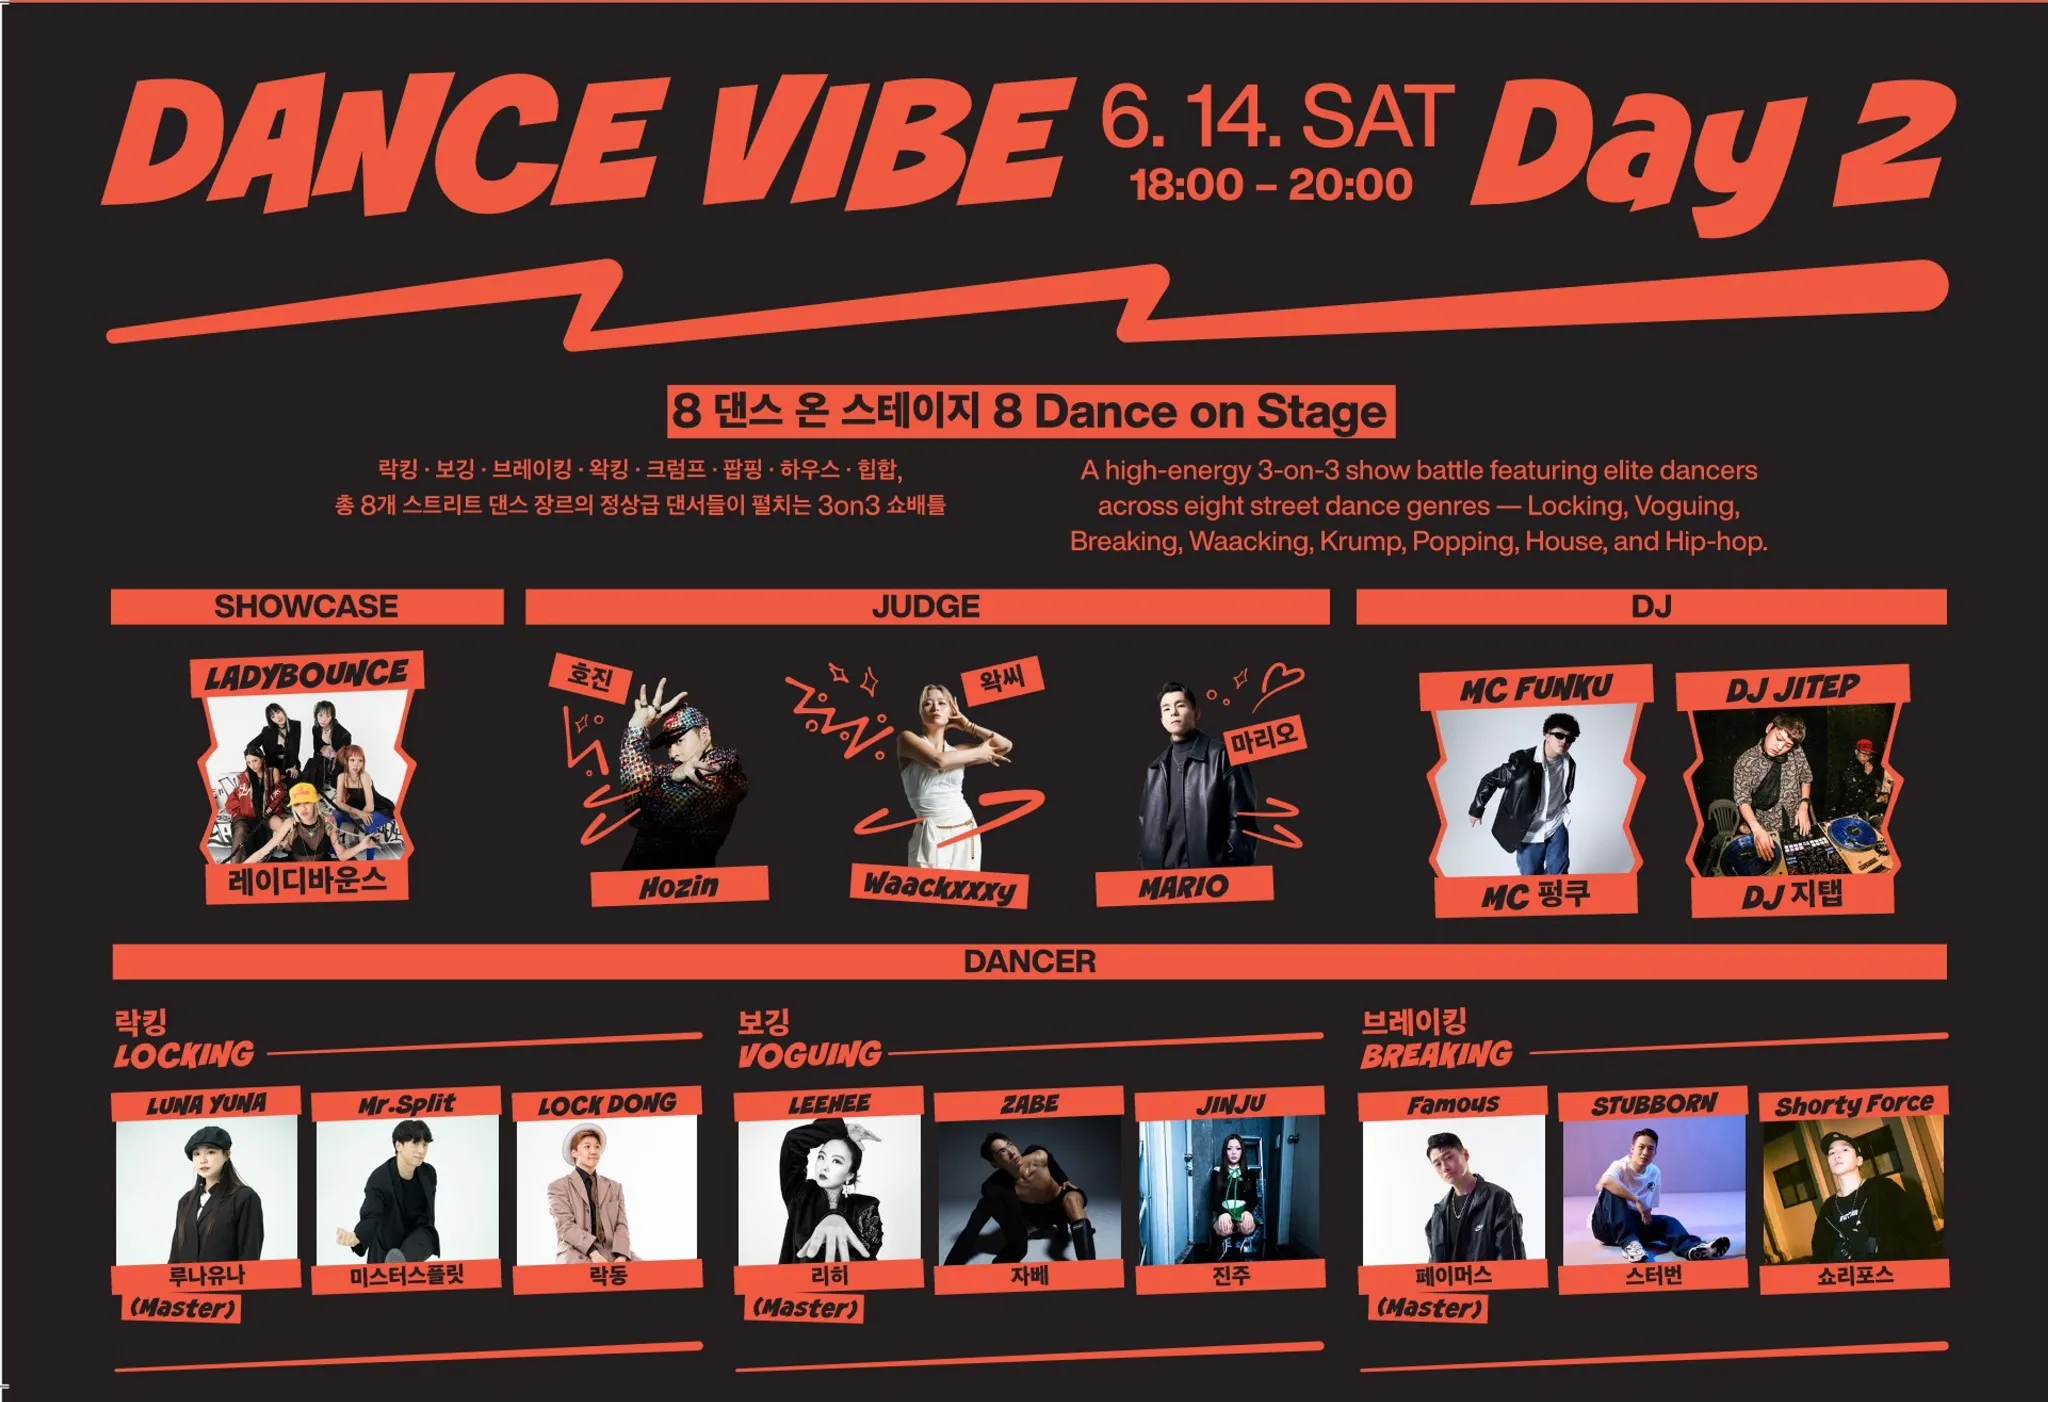 DANCE VIBE 6. 14. SAT Day 2
18:00 – 20:00
8 댄스 온 스테이지 8 Dance on Stage
락킹 · 보깅 · 브레이킹 · 왁킹 · 크럼프 · 팝핑 · 하우스 · 힙합,
총 8개 스트리트 댄스 장르의 정상급 댄서들이 펼치는 3on3 쇼배틀
A high-energy 3-on-3 show battle featuring elite dancers
across eight street dance genres — Locking, Voguing,
Breaking, Waacking, Krump, Popping, House, and Hip-hop.
SHOWCASE
LADYBOUNCE
레이디바운스
JUDGE
호진
Hozin
왁씨
Waackxxxy
마리오
MARIO
DJ
MC FUNKU
MC 펑쿠
DJ JITEP
DJ 지탭
DANCER
락킹
LOCKING
LUNA YUNA
루나유나
(Master)
Mr.Split
미스터스플릿
LOCK DONG
락동
보깅
VOGUING
LEEHEE
리히
(Master)
ZABE
자베
JINJU
진주
브레이킹
BREAKING
Famous
페이머스
(Master)
STUBBORN
스터번
Shorty Force
쇼리포스